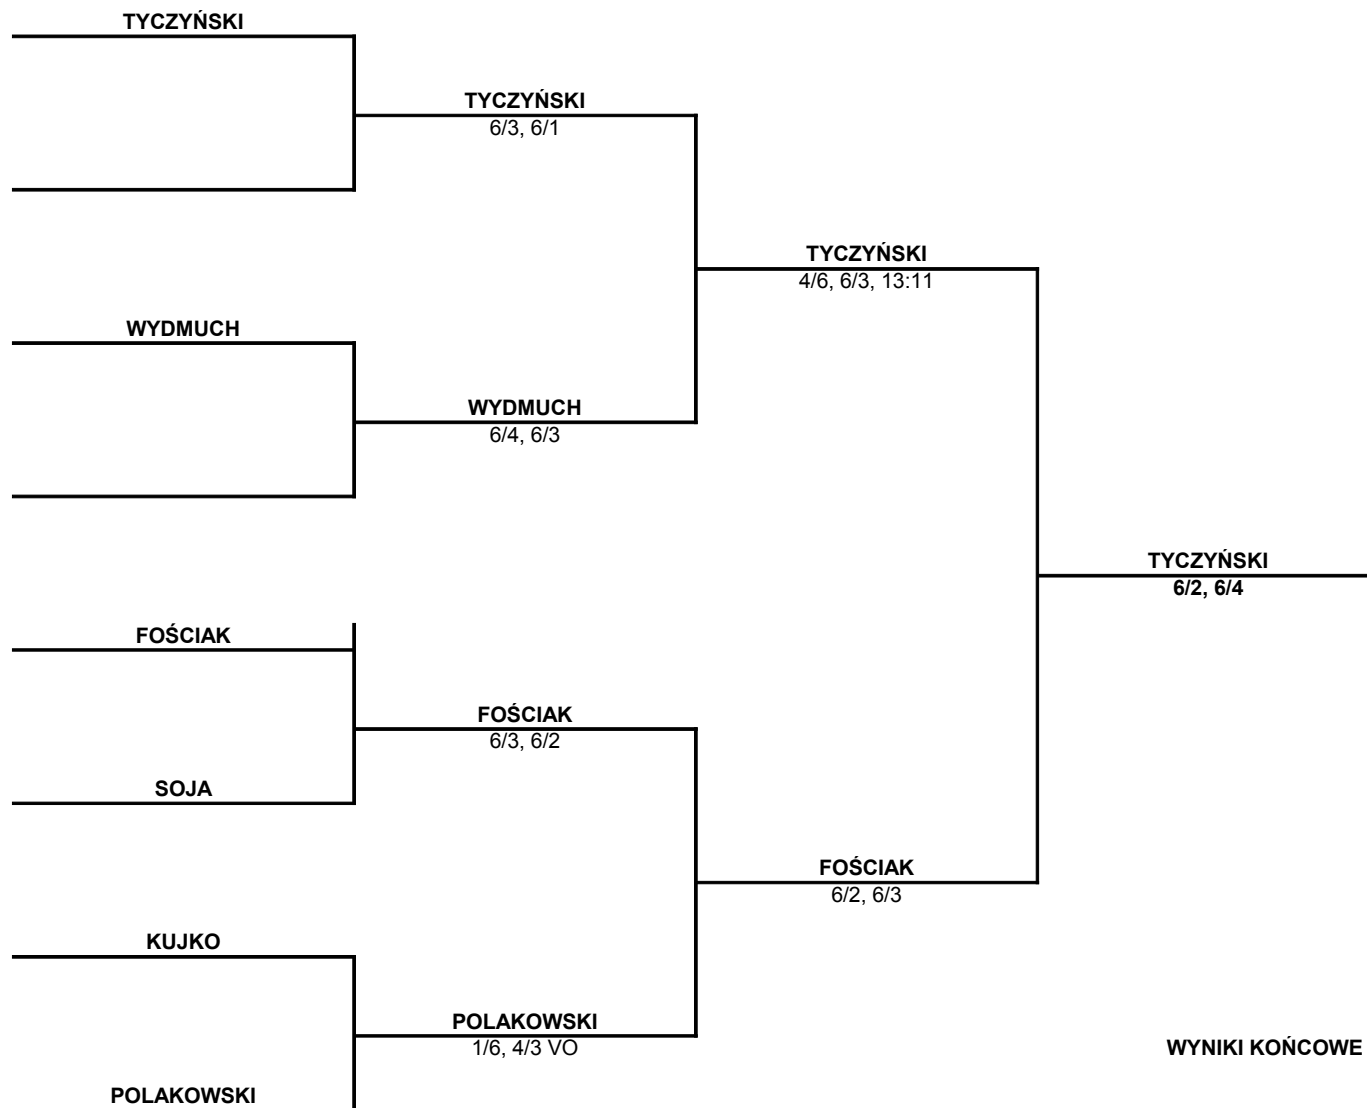 TYCZYŃSKI
TYCZYŃSKI
6/3, 6/1
TYCZYŃSKI
4/6, 6/3, 13:11
WYDMUCH
WYDMUCH
6/4, 6/3
TYCZYŃSKI
6/2, 6/4
FOŚCIAK
FOŚCIAK
6/3, 6/2
SOJA
FOŚCIAK
6/2, 6/3
KUJKO
POLAKOWSKI
1/6, 4/3 VO
WYNIKI KOŃCOWE
POLAKOWSKI